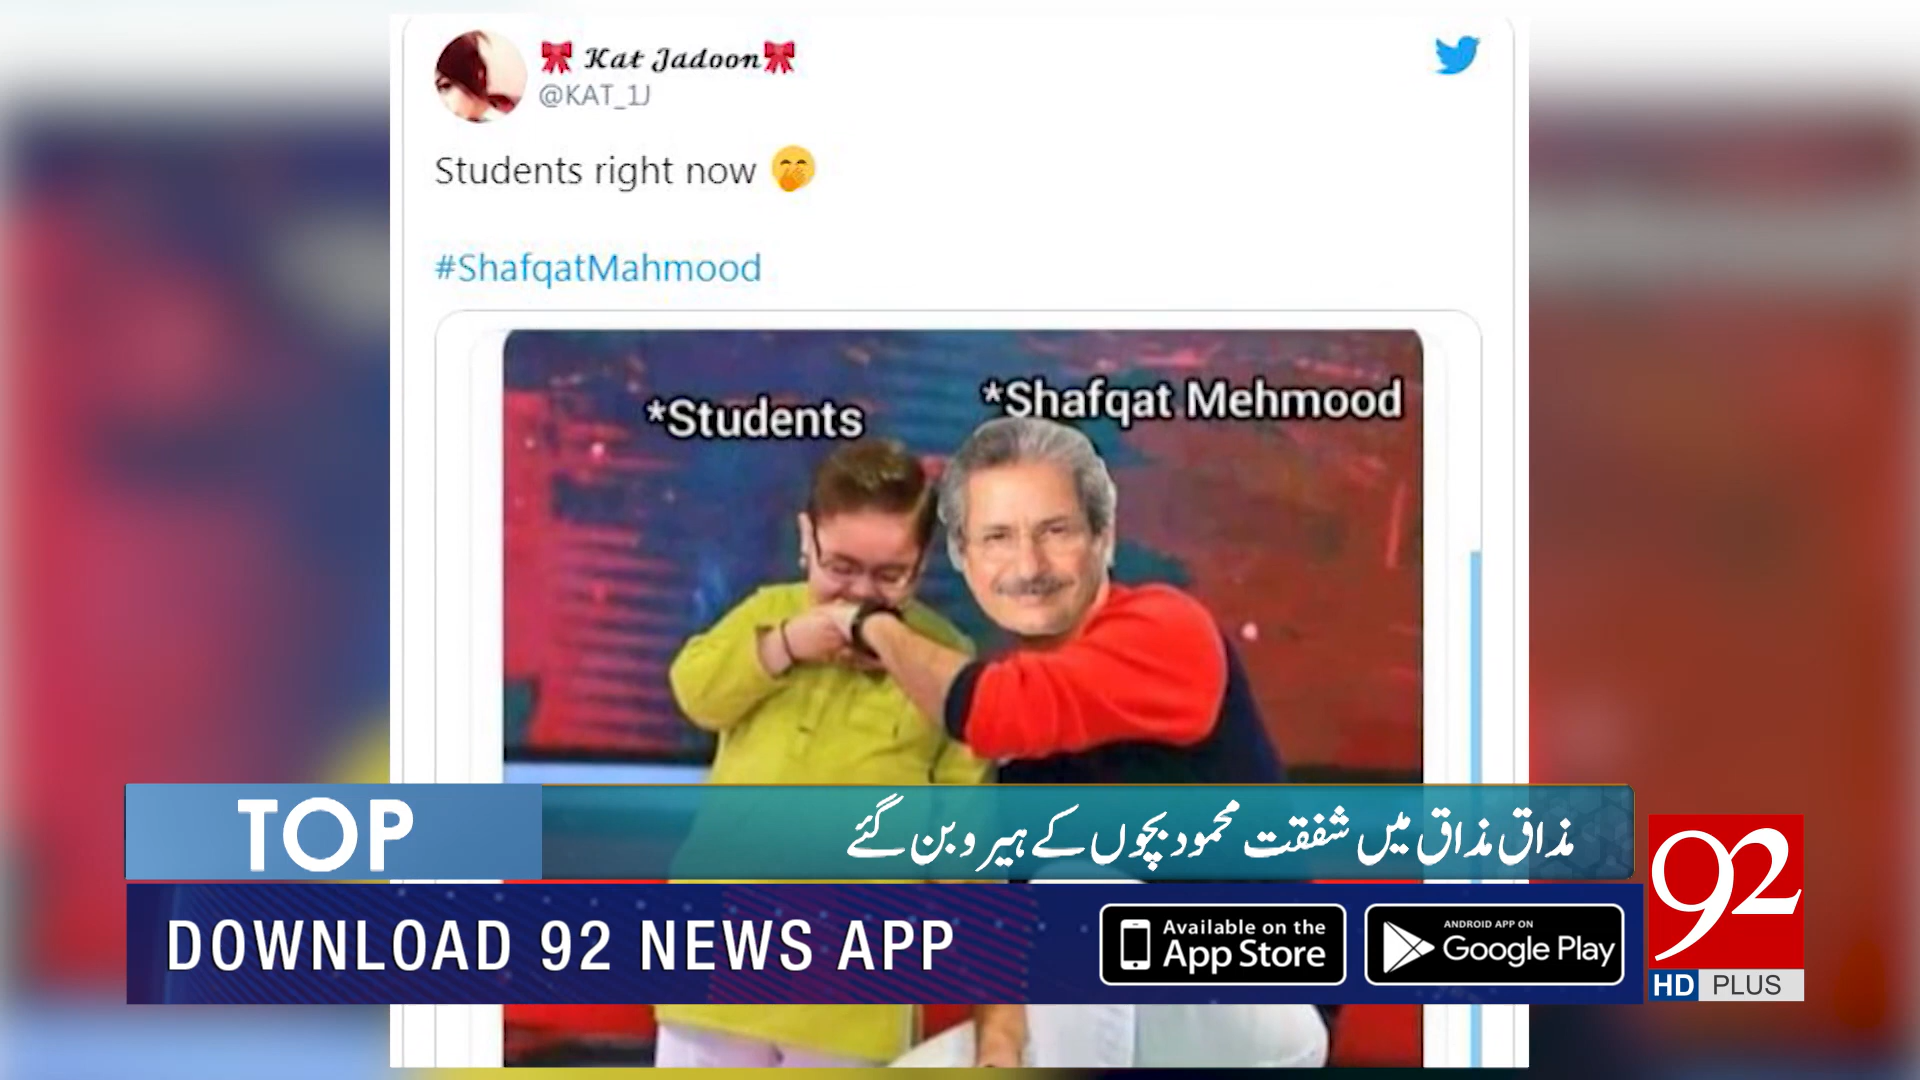 🎀 Kat Jadoon🎀
@KAT_1J
Students right now 🤭
#ShafqatMahmood
*Students
*Shafqat Mehmood
TOP
مذاق مذاق میں شفقت محمود بچوں کے ہیرو بن گئے
DOWNLOAD 92 NEWS APP
Available on the
App Store
ANDROID APP ON
Google Play
92
HD PLUS